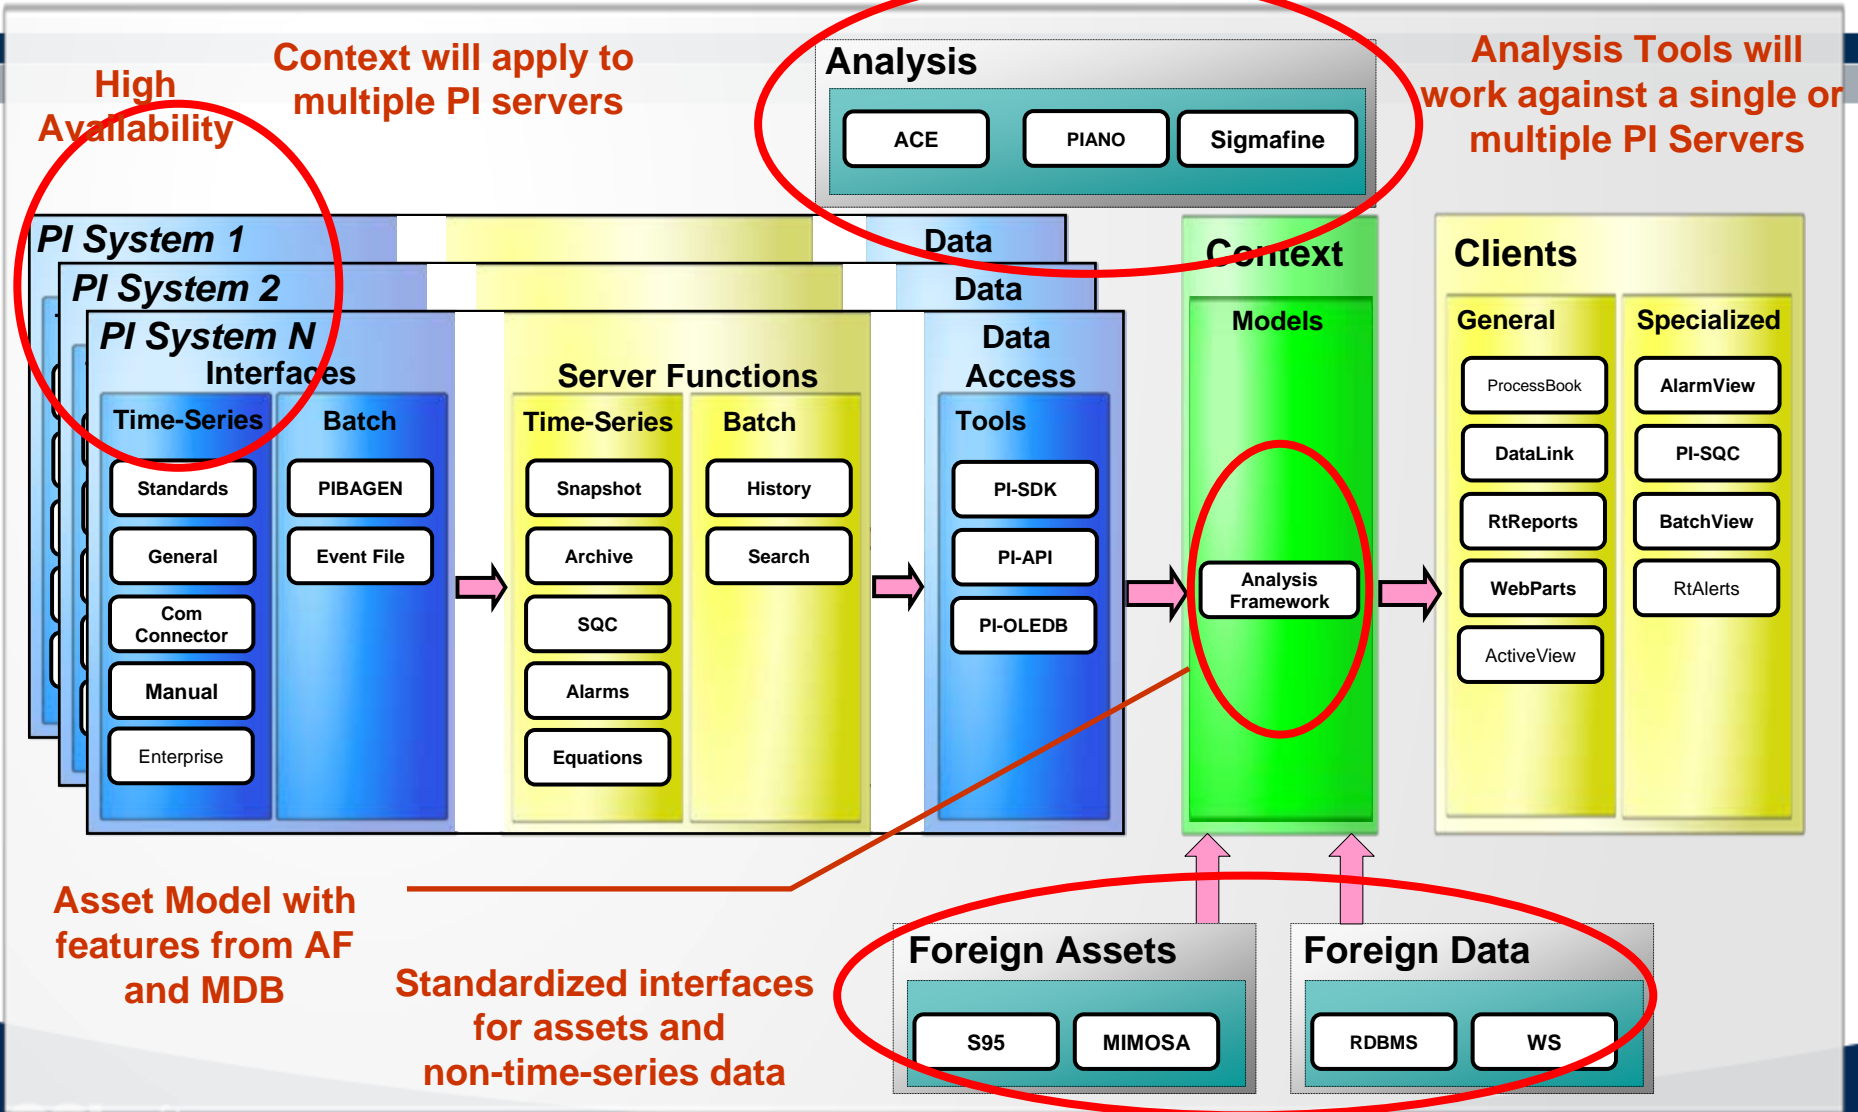 High
Availability
Context will apply to
multiple PI servers
Analysis
ACE
PIANO
Sigmafine
Analysis Tools will
work against a single or
multiple PI Servers
PI System 1
Data
PI System 2
Data
PI System N
Interfaces
Time-Series
Batch
Standards
General
Com
Connector
Manual
Enterprise
PIBAGEN
Event File
Server Functions
Time-Series
Batch
Snapshot
Archive
SQC
Alarms
Equations
History
Search
Data
Access
Tools
PI-SDK
PI-API
PI-OLEDB
Context
Models
Analysis
Framework
Clients
General
Specialized
ProcessBook
DataLink
RtReports
WebParts
ActiveView
AlarmView
PI-SQC
BatchView
RtAlerts
Asset Model with
features from AF
and MDB
Standardized interfaces
for assets and
non-time-series data
Foreign Assets
S95
MIMOSA
Foreign Data
RDBMS
WS